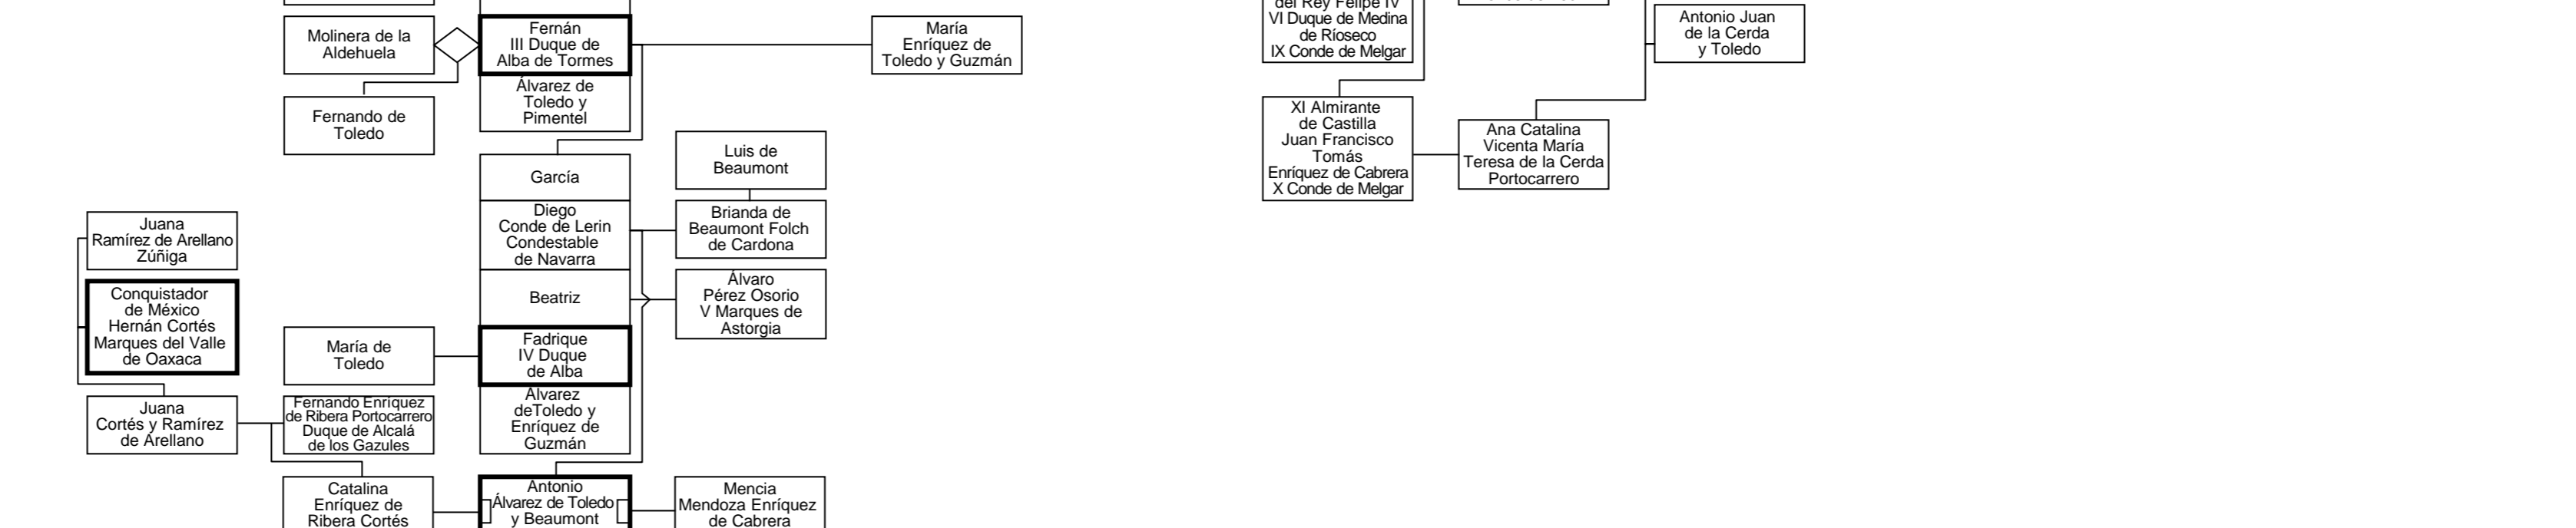 Molinera de la
Aldehuela
Fernán
III Duque de
Alba de Tormes
Álvarez de
Toledo y
Pimentel
María
Enríquez de
Toledo y Guzmán
Fernando de
Toledo
García
Luis de
Beaumont
Diego
Conde de Lerin
Condestable
de Navarra
Brianda de
Beaumont Folch
de Cardona
Beatriz
Álvaro
Pérez Osorio
V Marques de
Astorgia
Juana
Ramírez de Arellano
Zúñiga
Conquistador
de México
Hernán Cortés
Marques del Valle
de Oaxaca
María de
Toledo
Fadrique
IV Duque
de Alba
Álvarez
deToledo y
Enríquez de
Guzmán
Juana
Cortés y Ramírez
de Arellano
Fernando Enríquez
de Ribera Portocarrero
Duque de Alcalá
de los Gazules
Catalina
Enríquez de
Ribera Cortés
Antonio
Álvarez de Toledo
y Beaumont
Mencia
Mendoza Enríquez
de Cabrera
del Rey Felipe IV
VI Duque de Medina
de Ríoseco
IX Conde de Melgar
Antonio Juan
de la Cerda
y Toledo
XI Almirante
de Castilla
Juan Francisco
Tomás
Enríquez de Cabrera
X Conde de Melgar
Ana Catalina
Vicenta María
Teresa de la Cerda
Portocarrero